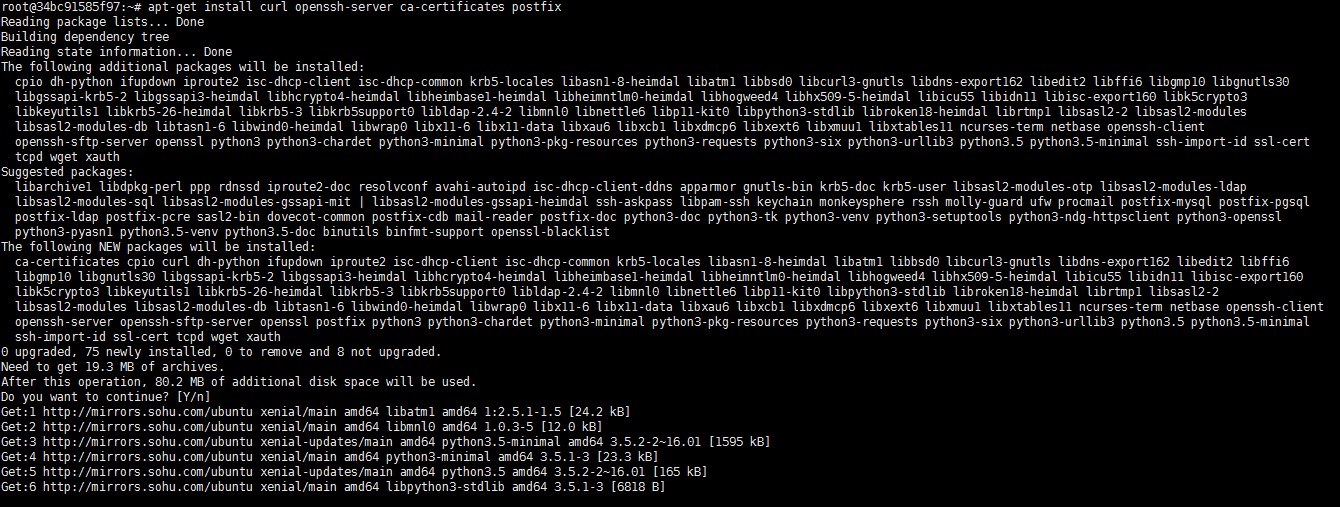 root@34bc91585f97:~# apt-get install curl openssh-server ca-certificates postfix
Reading package lists... Done
Building dependency tree
Reading state information... Done
The following additional packages will be installed:
  cpio dh-python ifupdown iproute2 isc-dhcp-client isc-dhcp-common krb5-locales libasn1-8-heimdal libatm1 libbsd0 libcurl3-gnutls libdns-export162 libedit2 libffi6 libgmp10 libgnutls30
  libgssapi-krb5-2 libgssapi3-heimdal libhcrypto4-heimdal libheimbase1-heimdal libheimntlm0-heimdal libhogweed4 libhx509-5-heimdal libicu55 libidn11 libisc-export160 libk5crypto3
  libkeyutils1 libkrb5-26-heimdal libkrb5-3 libkrb5support0 libldap-2.4-2 libmnl0 libnettle6 libp11-kit0 libpython3-stdlib libroken18-heimdal librtmp1 libsasl2-2 libsasl2-modules
  libsasl2-modules-db libtasn1-6 libwind0-heimdal libwrap0 libx11-6 libx11-data libxau6 libxcb1 libxdmcp6 libxext6 libxmuu1 libxtables11 ncurses-term netbase openssh-client
  openssh-sftp-server openssl python3 python3-chardet python3-minimal python3-pkg-resources python3-requests python3-six python3-urllib3 python3.5 python3.5-minimal ssh-import-id ssl-cert
  tcpd wget xauth
Suggested packages:
  libarchive1 libdpkg-perl ppp rdnssd iproute2-doc resolvconf avahi-autoipd isc-dhcp-client-ddns apparmor gnutls-bin krb5-doc krb5-user libsasl2-modules-otp libsasl2-modules-ldap
  libsasl2-modules-sql libsasl2-modules-gssapi-mit | libsasl2-modules-gssapi-heimdal ssh-askpass libpam-ssh keychain monkeysphere rssh molly-guard ufw procmail postfix-mysql postfix-pgsql
  postfix-ldap postfix-pcre sasl2-bin dovecot-common postfix-cdb mail-reader postfix-doc python3-doc python3-tk python3-venv python3-setuptools python3-ndg-httpsclient python3-openssl
  python3-pyasn1 python3.5-venv python3.5-doc binutils binfmt-support openssl-blacklist
The following NEW packages will be installed:
  ca-certificates cpio curl dh-python ifupdown iproute2 isc-dhcp-client isc-dhcp-common krb5-locales libasn1-8-heimdal libatm1 libbsd0 libcurl3-gnutls libdns-export162 libedit2 libffi6
  libgmp10 libgnutls30 libgssapi-krb5-2 libgssapi3-heimdal libhcrypto4-heimdal libheimbase1-heimdal libheimntlm0-heimdal libhogweed4 libhx509-5-heimdal libicu55 libidn11 libisc-export160
  libk5crypto3 libkeyutils1 libkrb5-26-heimdal libkrb5-3 libkrb5support0 libldap-2.4-2 libmnl0 libnettle6 libp11-kit0 libpython3-stdlib libroken18-heimdal librtmp1 libsasl2-2
  libsasl2-modules libsasl2-modules-db libtasn1-6 libwind0-heimdal libwrap0 libx11-6 libx11-data libxau6 libxcb1 libxdmcp6 libxext6 libxmuu1 libxtables11 ncurses-term netbase openssh-client
  openssh-server openssh-sftp-server openssl postfix python3 python3-chardet python3-minimal python3-pkg-resources python3-requests python3-six python3-urllib3 python3.5 python3.5-minimal
  ssh-import-id ssl-cert tcpd wget xauth
0 upgraded, 75 newly installed, 0 to remove and 8 not upgraded.
Need to get 19.3 MB of archives.
After this operation, 80.2 MB of additional disk space will be used.
Do you want to continue? [Y/n]
Get:1 http://mirrors.sohu.com/ubuntu xenial/main amd64 libatm1 amd64 1:2.5.1-1.5 [24.2 kB]
Get:2 http://mirrors.sohu.com/ubuntu xenial/main amd64 libmnl0 amd64 1.0.3-5 [12.0 kB]
Get:3 http://mirrors.sohu.com/ubuntu xenial-updates/main amd64 python3.5-minimal amd64 3.5.2-2~16.01 [1595 kB]
Get:4 http://mirrors.sohu.com/ubuntu xenial/main amd64 python3-minimal amd64 3.5.1-3 [23.3 kB]
Get:5 http://mirrors.sohu.com/ubuntu xenial-updates/main amd64 python3.5 amd64 3.5.2-2~16.01 [165 kB]
Get:6 http://mirrors.sohu.com/ubuntu xenial/main amd64 libpython3-stdlib amd64 3.5.1-3 [6818 B]